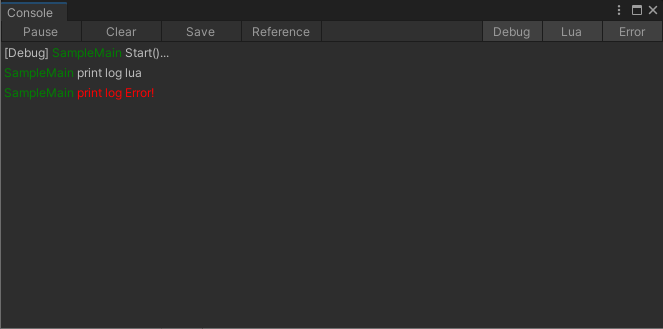 Console
Pause Clear Save Reference Debug Lua Error
[Debug] SampleMain Start()...
SampleMain print log lua
SampleMain print log Error!